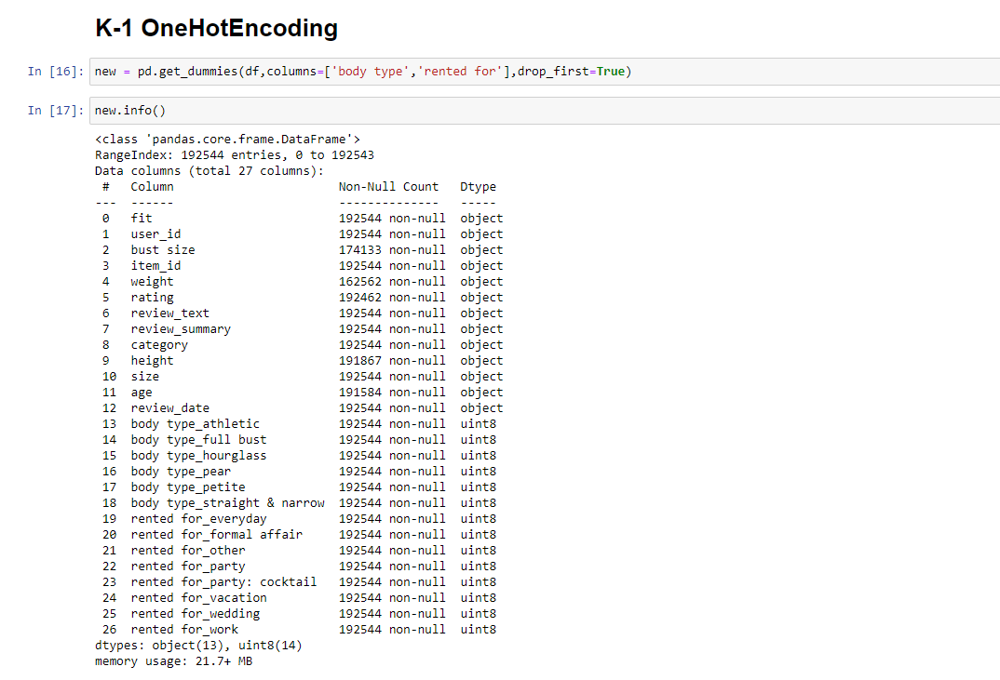 K-1 OneHotEncoding
In [16]: new = pd.get_dummies(df,columns=['body type','rented for'],drop_first=True)
In [17]: new.info()
<class 'pandas.core.frame.DataFrame'>
RangeIndex: 192544 entries, 0 to 192543
Data columns (total 27 columns):
 #   Column                       Non-Null Count   Dtype
---  ------                       --------------   -----
 0   fit                          192544 non-null  object
 1   user_id                      192544 non-null  object
 2   bust size                    174133 non-null  object
 3   item_id                      192544 non-null  object
 4   weight                       162562 non-null  object
 5   rating                       192462 non-null  object
 6   review_text                  192544 non-null  object
 7   review_summary               192544 non-null  object
 8   category                     192544 non-null  object
 9   height                       191867 non-null  object
 10  size                         192544 non-null  object
 11  age                          191584 non-null  object
 12  review_date                  192544 non-null  object
 13  body type_athletic           192544 non-null  uint8
 14  body type_full bust          192544 non-null  uint8
 15  body type_hourglass          192544 non-null  uint8
 16  body type_pear               192544 non-null  uint8
 17  body type_petite             192544 non-null  uint8
 18  body type_straight & narrow  192544 non-null  uint8
 19  rented for_everyday          192544 non-null  uint8
 20  rented for_formal affair     192544 non-null  uint8
 21  rented for_other             192544 non-null  uint8
 22  rented for_party             192544 non-null  uint8
 23  rented for_party: cocktail   192544 non-null  uint8
 24  rented for_vacation          192544 non-null  uint8
 25  rented for_wedding           192544 non-null  uint8
 26  rented for_work              192544 non-null  uint8
dtypes: object(13), uint8(14)
memory usage: 21.7+ MB